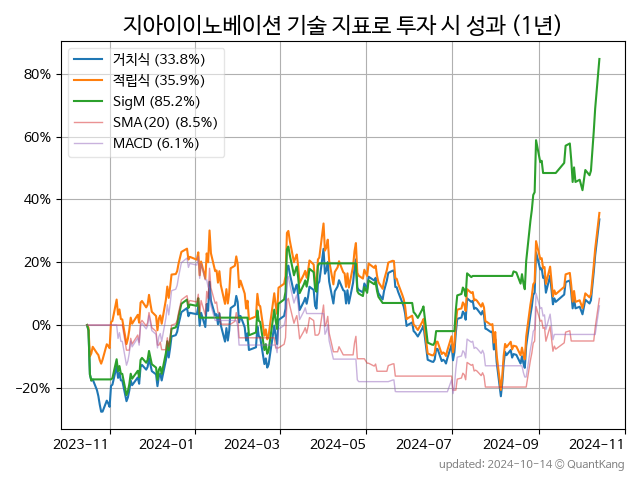 지아이이노베이션 기술 지표로 투자 시 성과 (1년)
거치식 (33.8%)
적립식 (35.9%)
SigM (85.2%)
SMA(20) (8.5%)
MACD (6.1%)
80%
60%
40%
20%
0%
−20%
2023-11 2024-01 2024-03 2024-05 2024-07 2024-09 2024-11
updated: 2024-10-14 © QuantKang